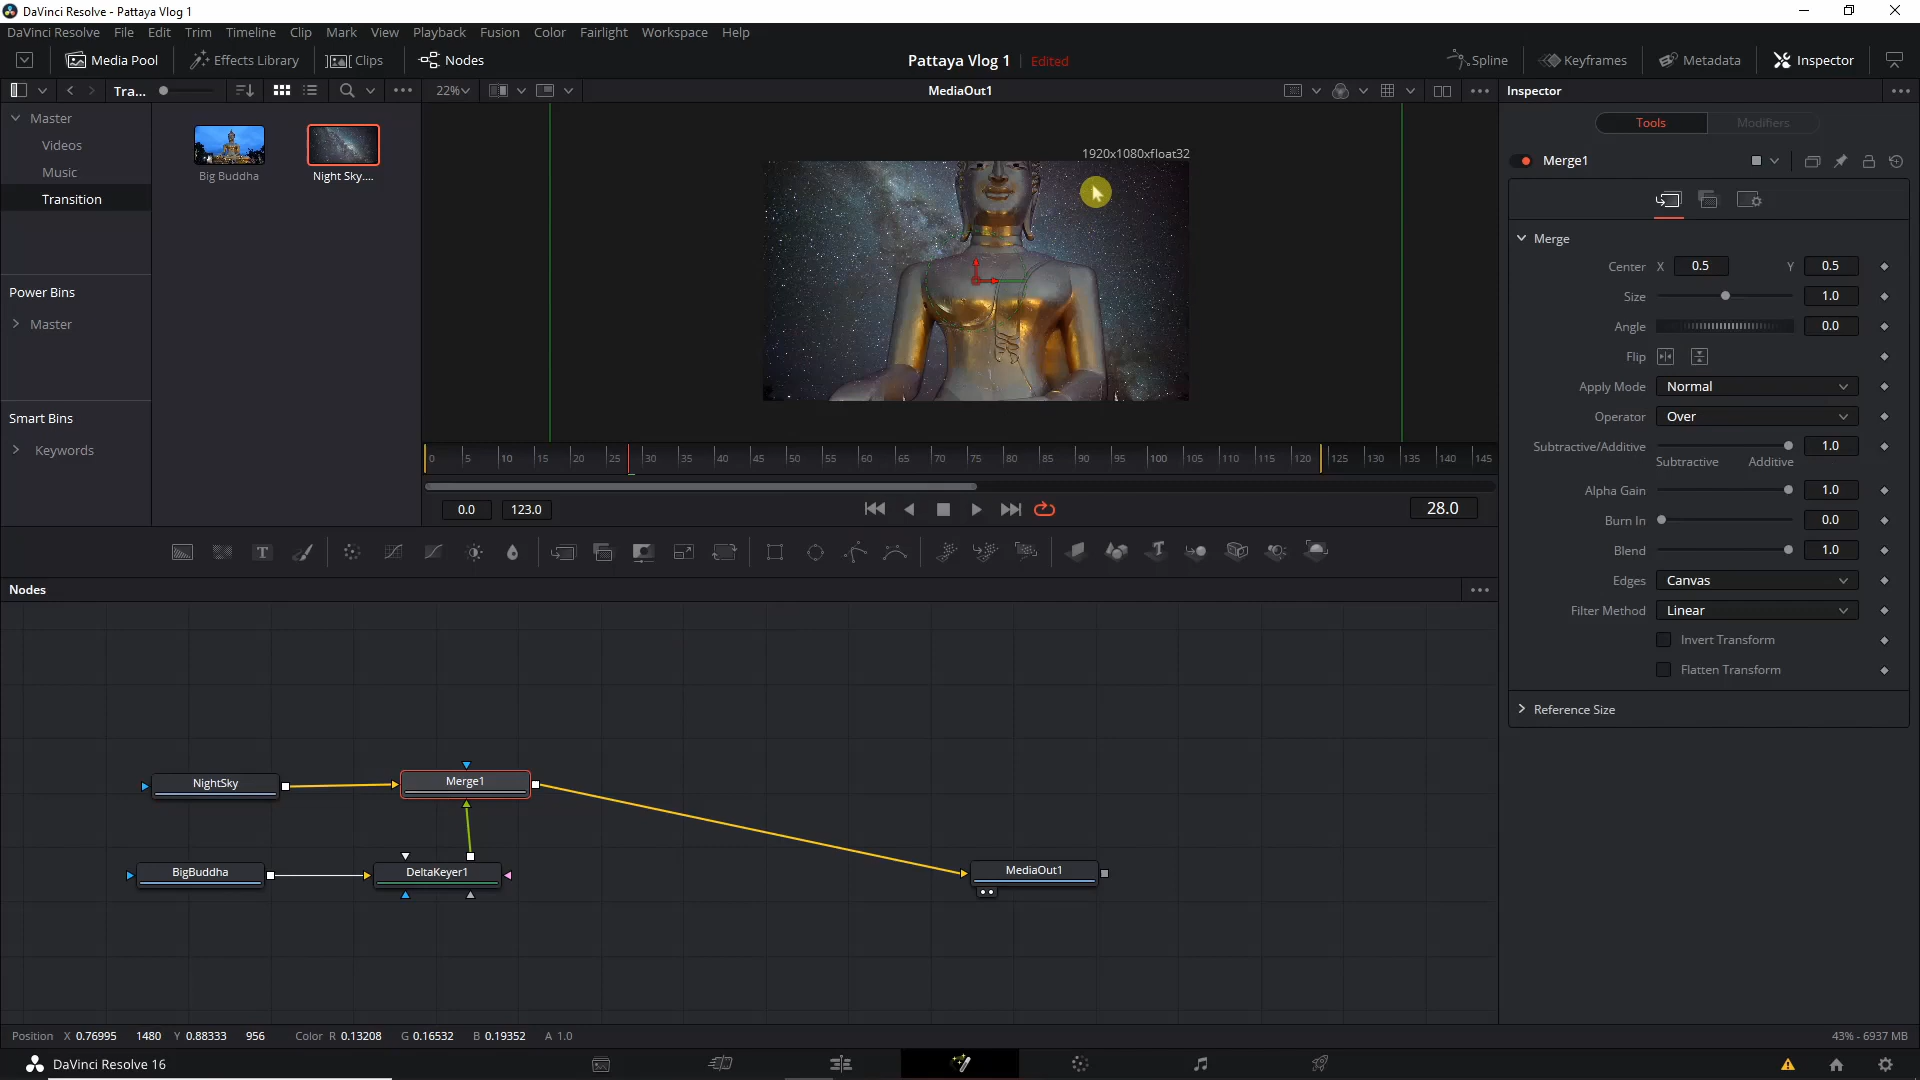 DaVinci Resolve - Pattaya Vlog 1
DaVinci Resolve File Edit Trim Timeline Clip Mark View Playback Fusion Color Fairlight Workspace Help
Media Pool Effects Library Clips Nodes Pattaya Vlog 1 Edited Spline Keyframes Metadata Inspector
Tra... 22% MediaOut1 Inspector
Master
Videos
Music
Transition
Power Bins
Master
Smart Bins
Keywords
Big Buddha Night Sky....
1920x1080xfloat32
0 5 10 15 20 25 30 35 40 45 50 55 60 65 70 75 80 85 90 95 100 105 110 115 120 125 130 135 140 145
0.0 123.0 28.0
Tools Modifiers
Merge1
Merge
Center X 0.5 Y 0.5
Size 1.0
Angle 0.0
Flip
Apply Mode Normal
Operator Over
Subtractive/Additive 1.0
Subtractive Additive
Alpha Gain 1.0
Burn In 0.0
Blend 1.0
Edges Canvas
Filter Method Linear
Invert Transform
Flatten Transform
Reference Size
Nodes
NightSky Merge1
BigBuddha DeltaKeyer1 MediaOut1
Position X 0.76995 1480 Y 0.88333 956 Color R 0.13208 G 0.16532 B 0.19352 A 1.0 43% - 6937 MB
DaVinci Resolve 16